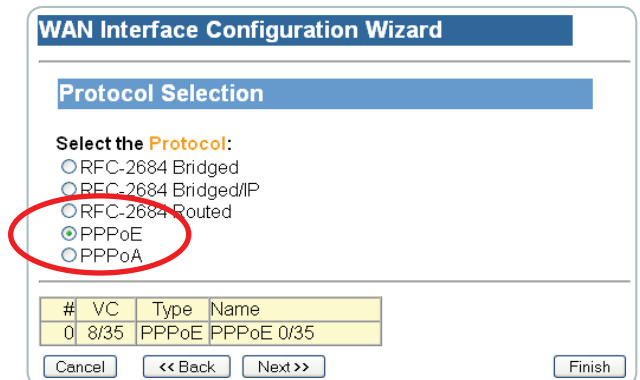 WAN Interface Configuration Wizard
Protocol Selection
Select the Protocol:
RFC-2684 Bridged
RFC-2684 Bridged/IP
RFC-2684 Routed
PPPoE
PPPoA
# VC Type Name
0 8/35 PPPoE PPPoE 0/35
Cancel << Back Next >> Finish